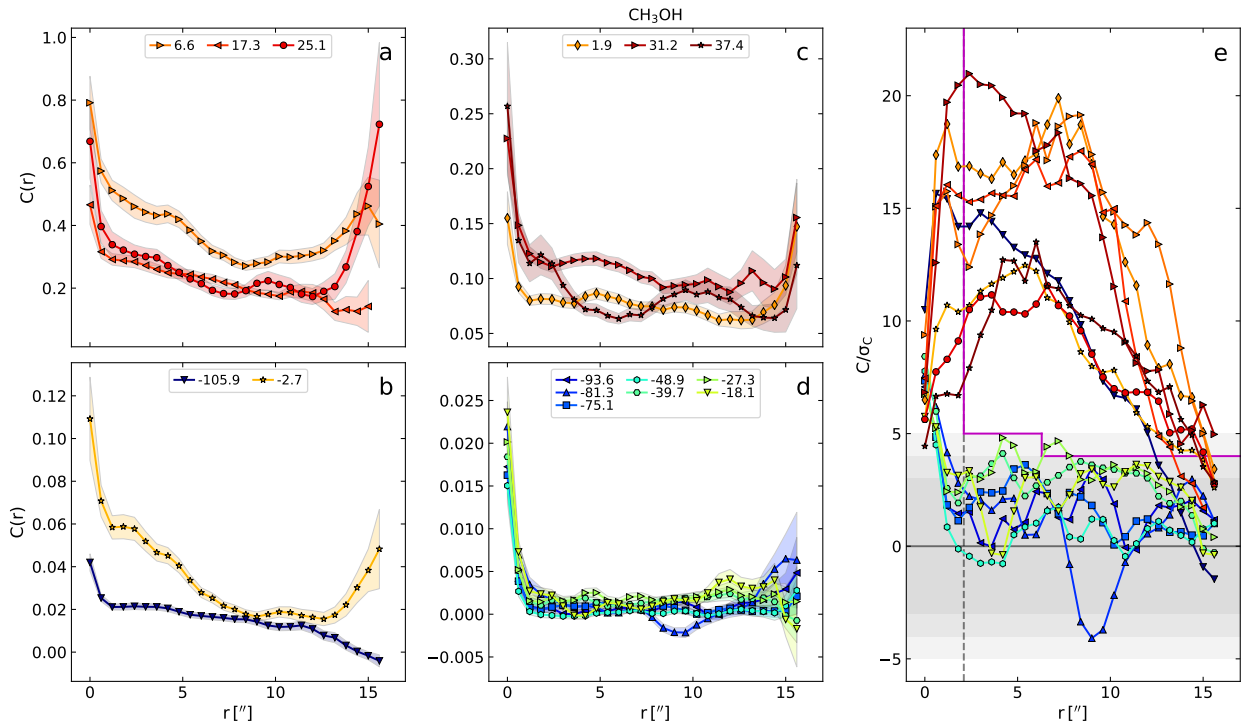 CH₃OH
a
6.6 17.3 25.1
C(r)
1.0
0.8
0.6
0.4
0.2
c
1.9 31.2 37.4
0.30
0.25
0.20
0.15
0.10
0.05
b
-105.9 -2.7
C(r)
0.12
0.10
0.08
0.06
0.04
0.02
0.00
0 5 10 15
r [′′]
d
-93.6 -48.9 -27.3
-81.3 -39.7 -18.1
-75.1
0.025
0.020
0.015
0.010
0.005
0.000
−0.005
0 5 10 15
r [′′]
e
C/σ_C
20
15
10
5
0
−5
0 5 10 15
r [′′]